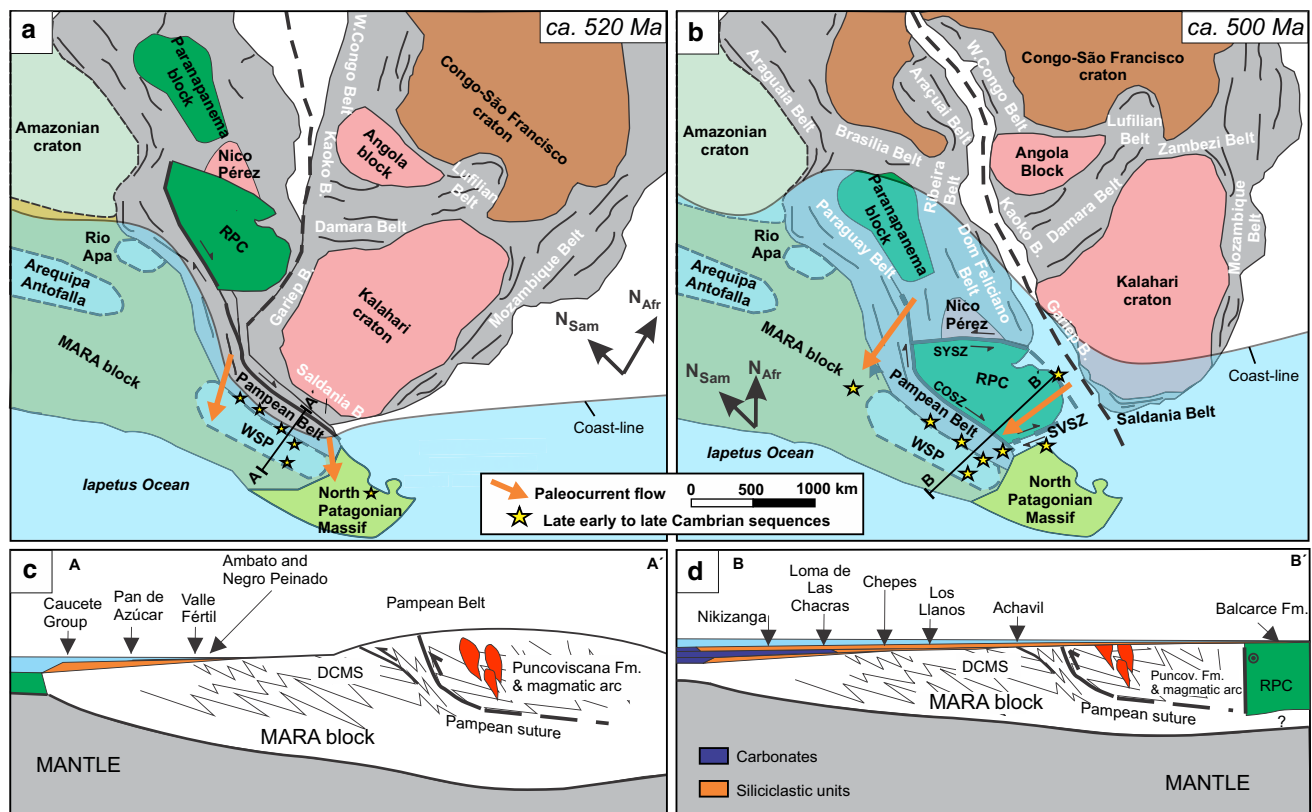 a
ca. 520 Ma
Paranapanema
block
W.Congo Belt
Congo-São Francisco
craton
Amazonian
craton
Nico
Pérez
Kaoko B.
Angola
block
Lufilian
Belt
RPC
Damara Belt
Rio
Apa
Arequipa
Antofalla
Gariep B.
Kalahari
craton
Mozambique Belt
N Sam
N Afr
MARA block
Saldania B.
Pampean Belt
A´
WSP
A
Coast-line
Iapetus Ocean
North
Patagonian
Massif
b
ca. 500 Ma
Araguaia Belt
Araçuaí Belt
W.Congo Belt
Congo-São Francisco
craton
Amazonian
craton
Brasilia Belt
Ribeira
Belt
Lufilian
Belt
Zambezi Belt
Angola
Block
Paranapanema
block
Kaoko B.
Damara Belt
Mozambique
Belt
Rio
Apa
Paraguay Belt
Dom Feliciano
Belt
Arequipa
Antofalla
Kalahari
craton
Nico
Pérez
Gariep B.
MARA block
SYSZ
RPC
B´
N Sam
N Afr
Coast-line
Pampean Belt
COSZ
Saldania Belt
WSP
SVSZ
B
Iapetus Ocean
North
Patagonian
Massif
Paleocurrent flow
0 500 1000 km
Late early to late Cambrian sequences
c
A
A´
Ambato and
Negro Peinado
Caucete
Group
Pan de
Azúcar
Valle
Fértil
Pampean Belt
DCMS
Puncoviscana Fm.
& magmatic arc
Pampean suture
MARA block
MANTLE
d
B
B´
Nikizanga
Loma de
Las
Chacras
Chepes
Los
Llanos
Achavil
Balcarce Fm.
DCMS
Puncov. Fm.
& magmatic arc
RPC
MARA block
Pampean suture
?
Carbonates
Siliciclastic units
MANTLE